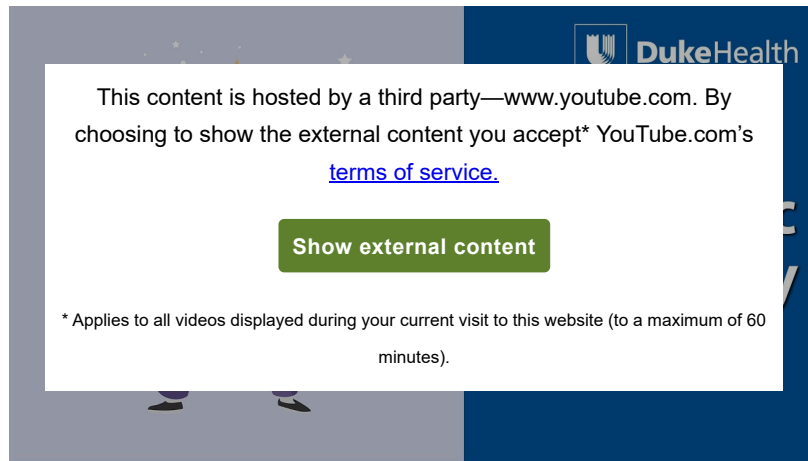 DukeHealth
This content is hosted by a third party—www.youtube.com. By
choosing to show the external content you accept* YouTube.com's
terms of service.
Show external content
* Applies to all videos displayed during your current visit to this website (to a maximum of 60
minutes).